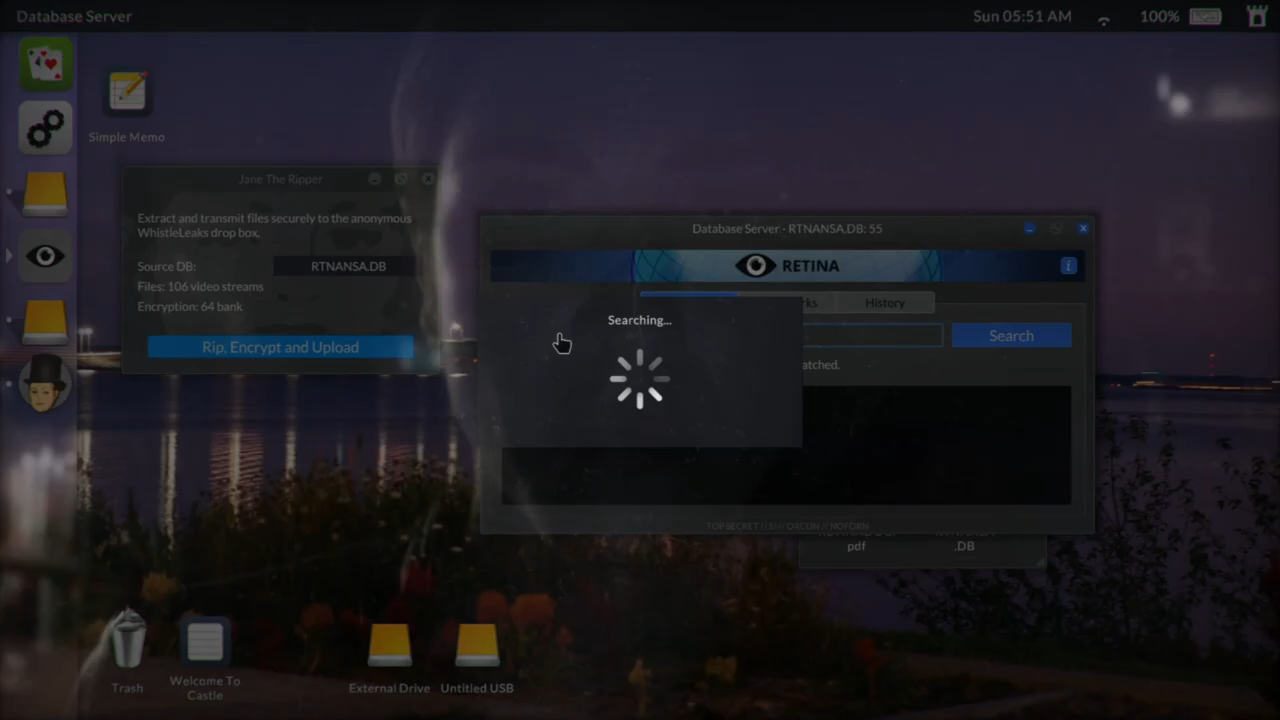 Database Server
Sun 05:51 AM
100%
Simple Memo
Jane The Ripper
Extract and transmit files securely to the anonymous
WhistleLeaks drop box.
Source DB:
RTNANSA.DB
Files: 106 video streams
Encryption: 64 bank
Rip, Encrypt and Upload
Database Server - RTNANSA.DB: 55
RETINA
i
rks
History
Searching...
Search
atched.
pdf
.DB
Trash
Welcome To
Castle
External Drive
Untitled USB